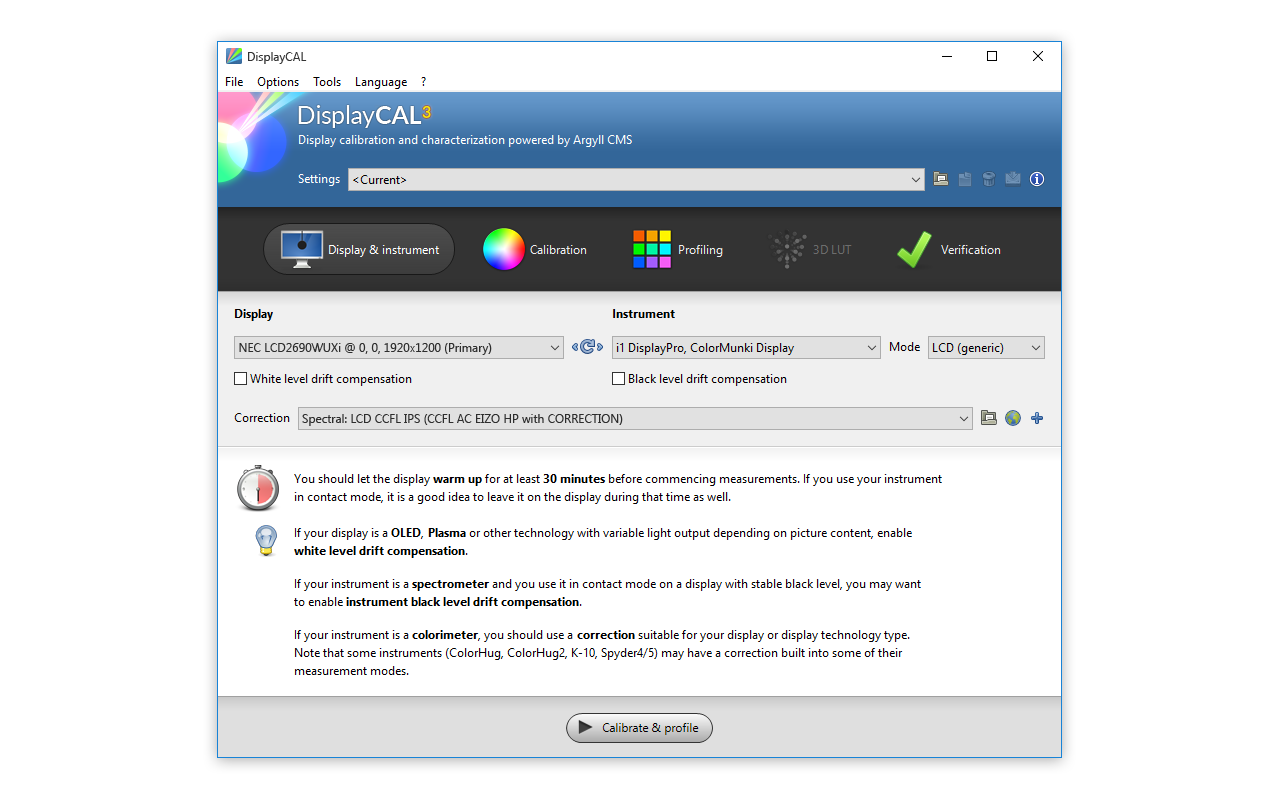 DisplayCAL
File Options Tools Language ?
DisplayCAL3
Display calibration and characterization powered by Argyll CMS
Settings <Current>
Display & instrument Calibration Profiling 3D LUT Verification
Display Instrument
NEC LCD2690WUXi @ 0, 0, 1920x1200 (Primary) i1 DisplayPro, ColorMunki Display Mode LCD (generic)
White level drift compensation Black level drift compensation
Correction Spectral: LCD CCFL IPS (CCFL AC EIZO HP with CORRECTION)
You should let the display warm up for at least 30 minutes before commencing measurements. If you use your instrument
in contact mode, it is a good idea to leave it on the display during that time as well.
If your display is a OLED, Plasma or other technology with variable light output depending on picture content, enable
white level drift compensation.
If your instrument is a spectrometer and you use it in contact mode on a display with stable black level, you may want
to enable instrument black level drift compensation.
If your instrument is a colorimeter, you should use a correction suitable for your display or display technology type.
Note that some instruments (ColorHug, ColorHug2, K-10, Spyder4/5) may have a correction built into some of their
measurement modes.
Calibrate & profile